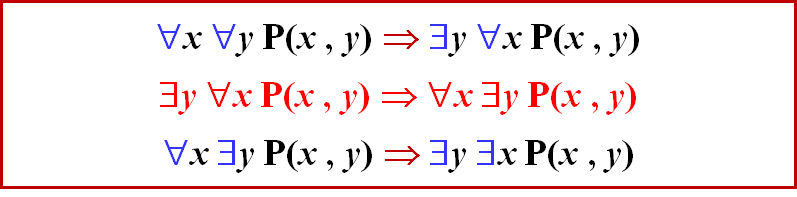 ∀x ∀y P(x , y) ⇒ ∃y ∀x P(x , y)
∃y ∀x P(x , y) ⇒ ∀x ∃y P(x , y)
∀x ∃y P(x , y) ⇒ ∃y ∃x P(x , y)